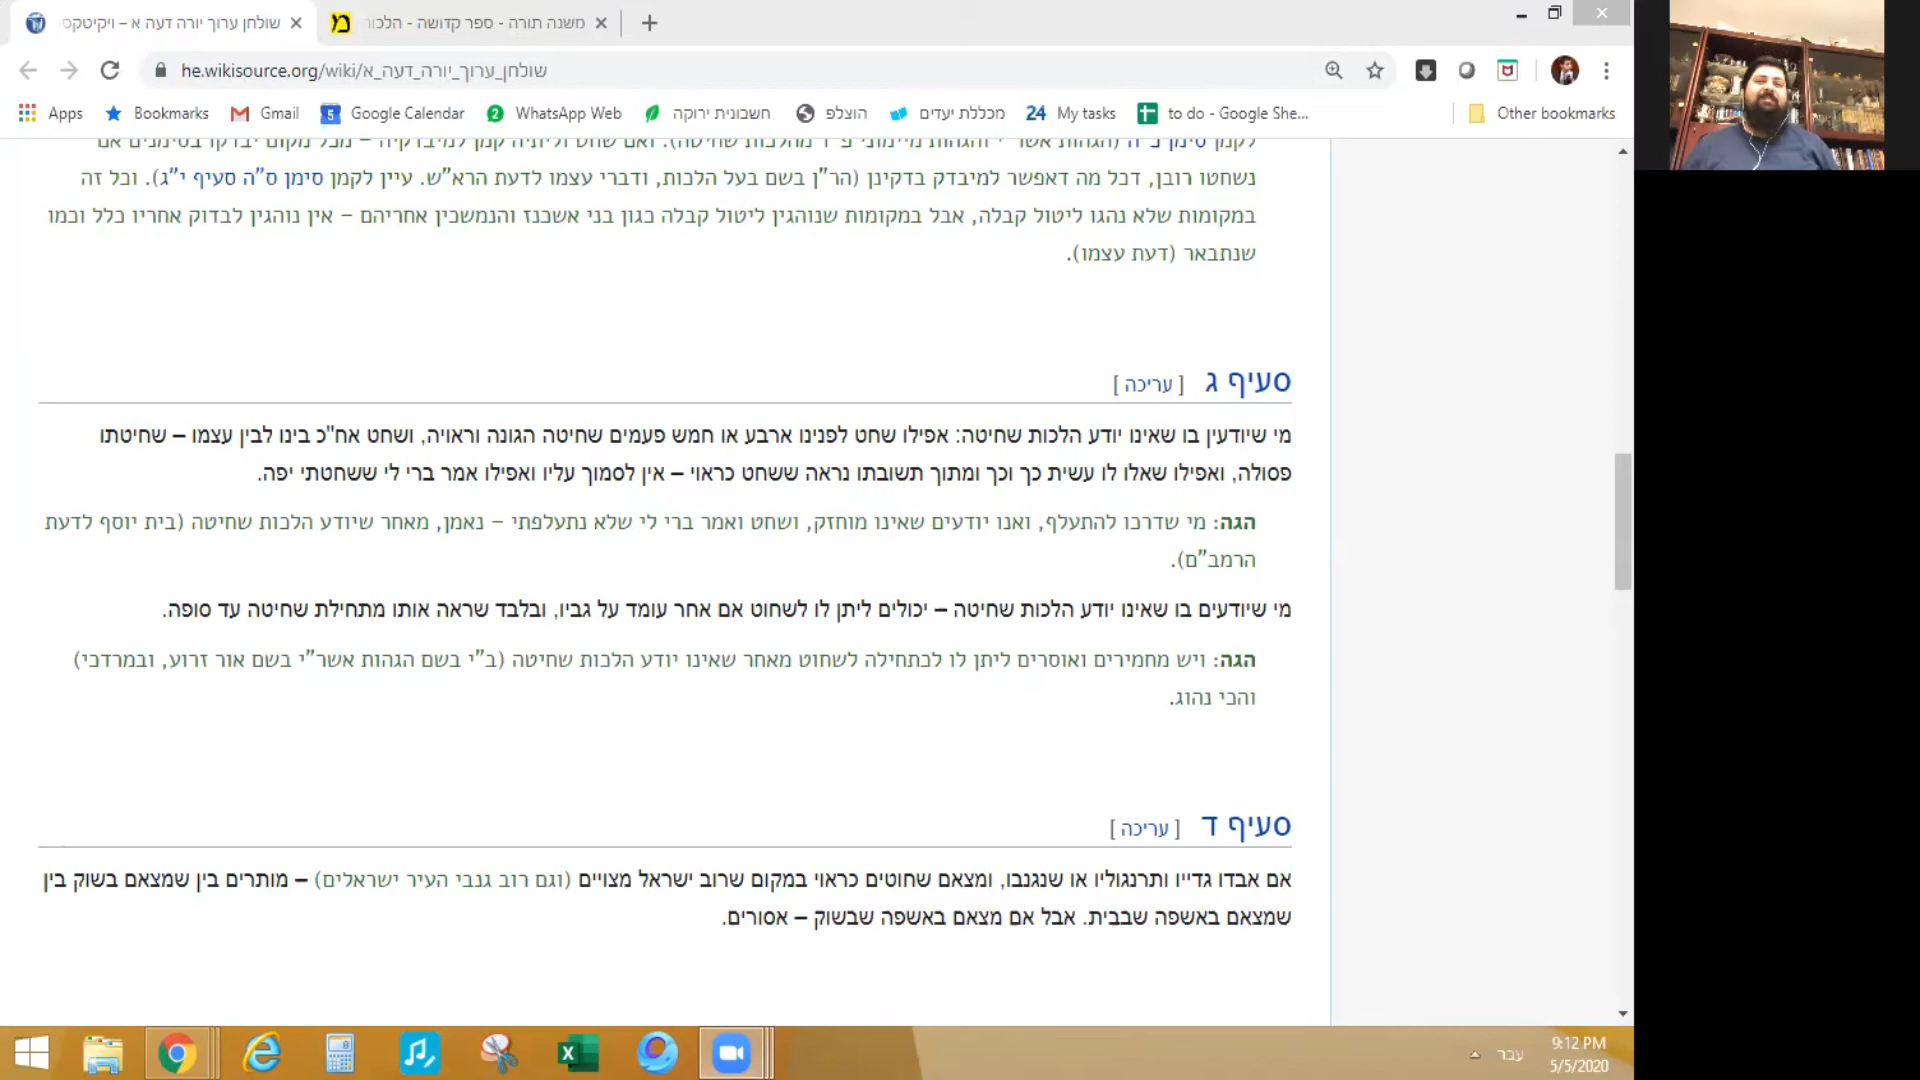 שולחן ערוך יורה דעה א – ויקיטקס
משנה תורה - ספר קדושה - הלכות
he.wikisource.org/wiki/שולחן_ערוך_יורה_דעה_א
Apps Bookmarks Gmail Google Calendar WhatsApp Web חשבונית ירוקה הוצלפ מכללת יעדים 24 My tasks to do - Google She... Other bookmarks
נשחטו רובן, דכל מה דאפשר למיבדק בדקינן (הר"ן בשם בעל הלכות, ודברי עצמו לדעת הרא"ש. עיין לקמן סימן ס"ה סעיף י"ג). וכל זה
במקומות שלא נהגו ליטול קבלה, אבל במקומות שנוהגין ליטול קבלה כגון בני אשכנז והנמשכין אחריהם – אין נוהגין לבדוק אחריו כלל וכמו
שנתבאר (דעת עצמו).
סעיף ג [ עריכה ]
מי שיודעין בו שאינו יודע הלכות שחיטה: אפילו שחט לפנינו ארבע או חמש פעמים שחיטה הגונה וראויה, ושחט אח"כ בינו לבין עצמו – שחיטתו
פסולה, ואפילו שאלו לו עשית כך וכך ומתוך תשובתו נראה ששחט כראוי – אין לסמוך עליו ואפילו אמר ברי לי ששחטתי יפה.
הגה: מי שדרכו להתעלף, ואנו יודעים שאינו מוחזק, ושחט ואמר ברי לי שלא נתעלפתי – נאמן, מאחר שיודע הלכות שחיטה (בית יוסף לדעת
הרמב"ם).
מי שיודעים בו שאינו יודע הלכות שחיטה – יכולים ליתן לו לשחוט אם אחר עומד על גביו, ובלבד שראה אותו מתחילת שחיטה עד סופה.
הגה: ויש מחמירים ואוסרים ליתן לו לכתחילה לשחוט מאחר שאינו יודע הלכות שחיטה (ב"י בשם הגהות אשר"י בשם אור זרוע, ובמרדכי)
והכי נהוג.
סעיף ד [ עריכה ]
אם אבדו גדייו ותרנגוליו או שנגנבו, ומצאם שחוטים כראוי במקום שרוב ישראל מצויים (וגם רוב גנבי העיר ישראלים) – מותרים בין שמצאם בשוק בין
שמצאם באשפה שבבית. אבל אם מצאם באשפה שבשוק – אסורים.
עבר
9:12 PM
5/5/2020